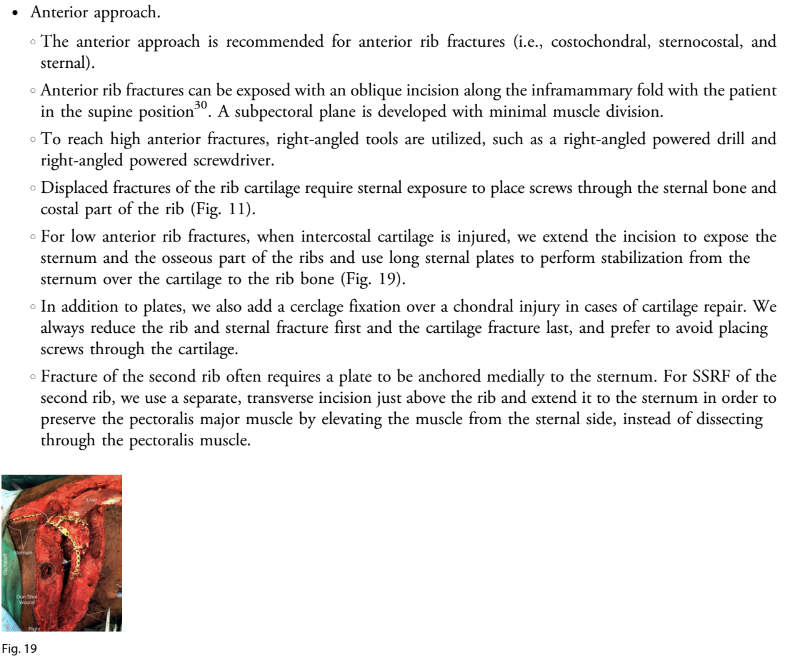 • Anterior approach.
◦ The anterior approach is recommended for anterior rib fractures (i.e., costochondral, sternocostal, and
sternal).
◦ Anterior rib fractures can be exposed with an oblique incision along the inframammary fold with the patient
in the supine position30. A subpectoral plane is developed with minimal muscle division.
◦ To reach high anterior fractures, right-angled tools are utilized, such as a right-angled powered drill and
right-angled powered screwdriver.
◦ Displaced fractures of the rib cartilage require sternal exposure to place screws through the sternal bone and
costal part of the rib (Fig. 11).
◦ For low anterior rib fractures, when intercostal cartilage is injured, we extend the incision to expose the
sternum and the osseous part of the ribs and use long sternal plates to perform stabilization from the
sternum over the cartilage to the rib bone (Fig. 19).
◦ In addition to plates, we also add a cerclage fixation over a chondral injury in cases of cartilage repair. We
always reduce the rib and sternal fracture first and the cartilage fracture last, and prefer to avoid placing
screws through the cartilage.
◦ Fracture of the second rib often requires a plate to be anchored medially to the sternum. For SSRF of the
second rib, we use a separate, transverse incision just above the rib and extend it to the sternum in order to
preserve the pectoralis major muscle by elevating the muscle from the sternal side, instead of dissecting
through the pectoralis muscle.
Liver
Sternum
Gun Shot
Wound
Right
Fig. 19